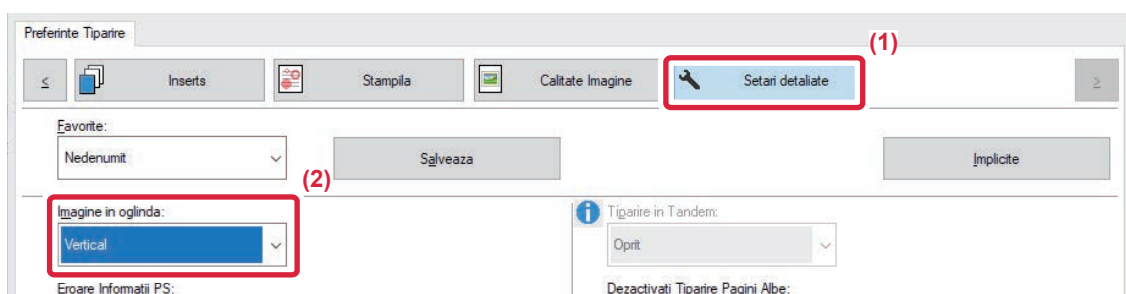 Preferinte Tiparire
(1)
≤ Inserts Stampila Calitate Imagine Setari detaliate ≥
Favorite:
Nedenumit Salveaza Implicite
(2)
Imagine in oglinda: Tiparire in Tandem:
Vertical Oprit
Eroare Informatii PS: Dezactivati Tiparire Pagini Albe: